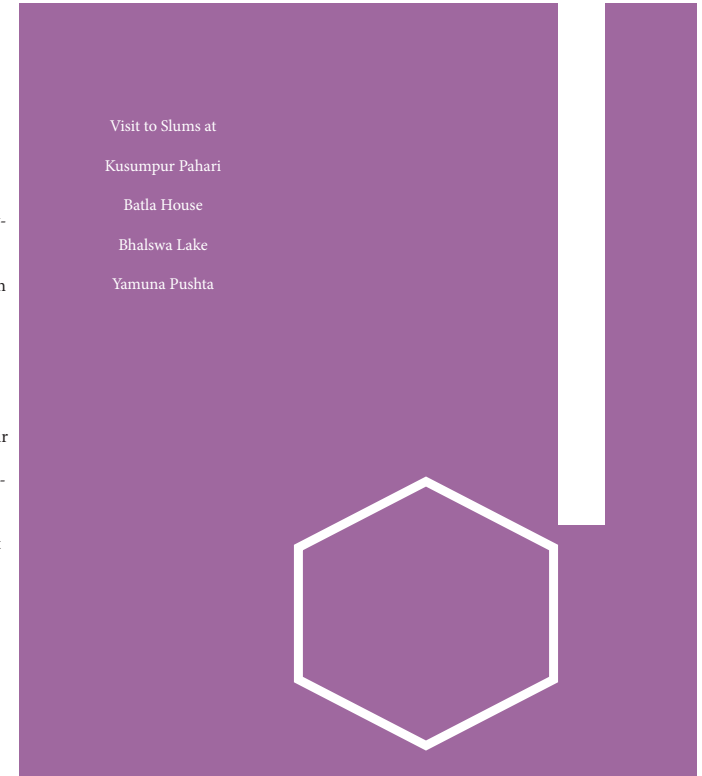 Visit to Slums at
Kusumpur Pahari
Batla House
Bhalswa Lake
Yamuna Pushta